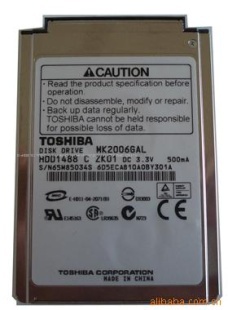 CAUTION
· Read the product specification before
operation.
· Do not disassemble, modify or repair.
· Back up data regularly.
TOSHIBA cannot be held responsible
for possible loss of data.
TOSHIBA
DISK DRIVE MK2006GAL
HDD1488 C ZK01 DC 3.3V 500mA
TOSHIBA CORPORATION
MADE IN CHINA
alibaba.com.cn